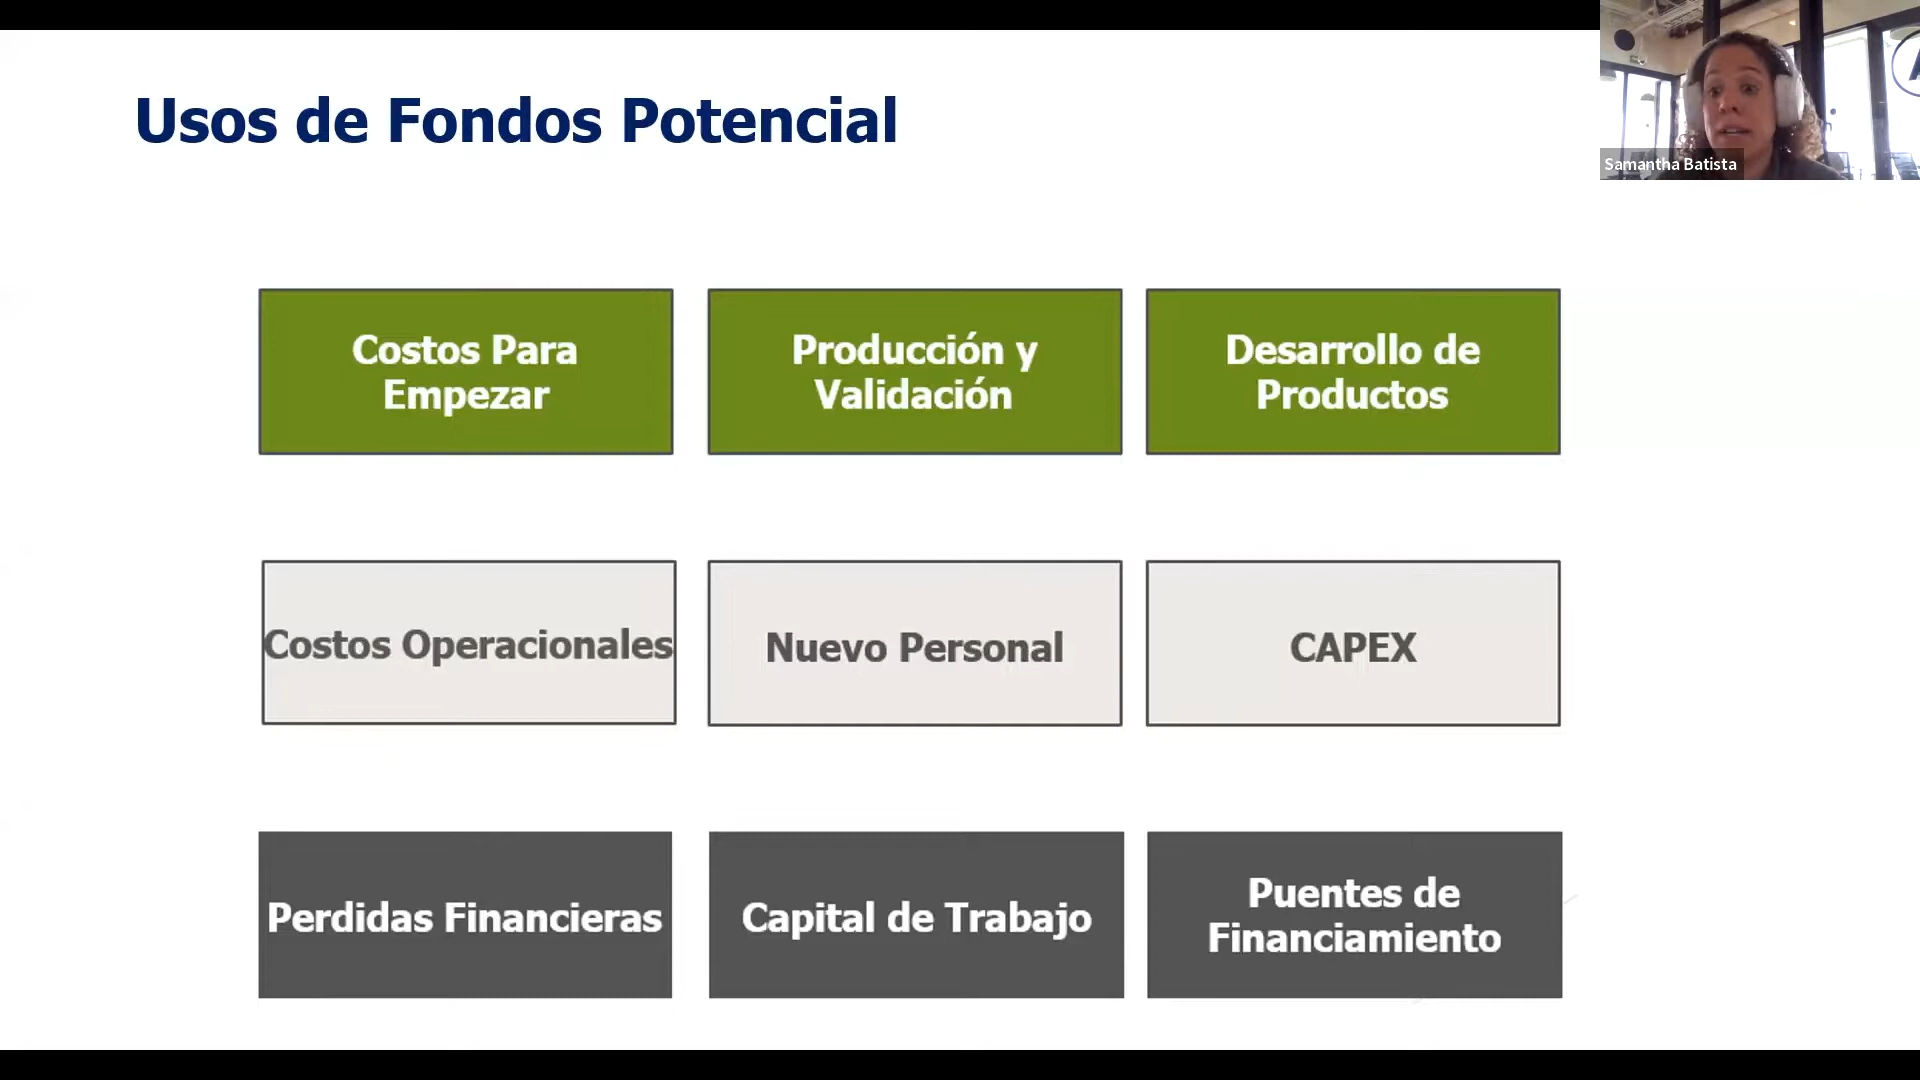 Usos de Fondos Potencial
Samantha Batista
Costos Para
Empezar
Producción y
Validación
Desarrollo de
Productos
Costos Operacionales
Nuevo Personal
CAPEX
Perdidas Financieras
Capital de Trabajo
Puentes de
Financiamiento